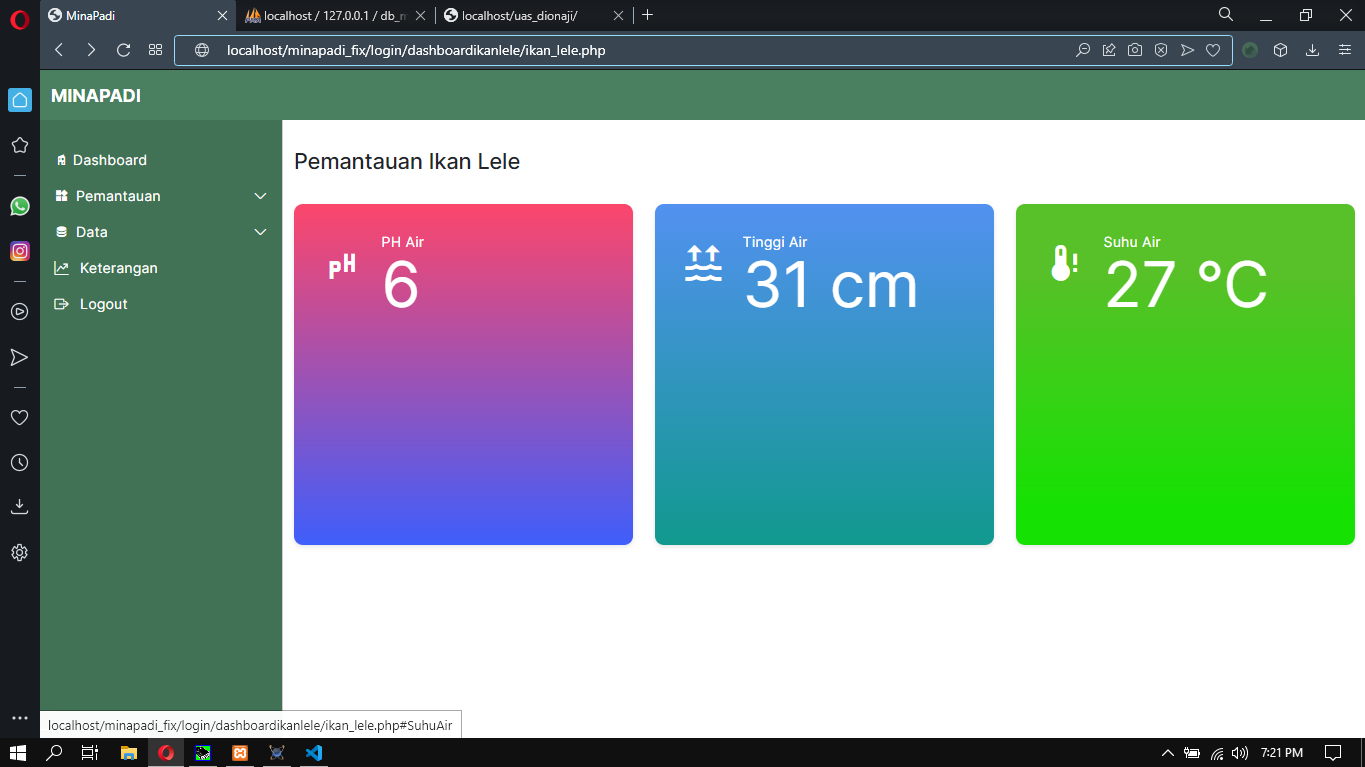 MinaPadi
localhost / 127.0.0.1 / db_m
localhost/uas_dionaji/
localhost/minapadi_fix/login/dashboardikanlele/ikan_lele.php
MINAPADI
Dashboard
Pemantauan
Data
Keterangan
Logout
Pemantauan Ikan Lele
PH Air
pH
6
Tinggi Air
31 cm
Suhu Air
27 °C
localhost/minapadi_fix/login/dashboardikanlele/ikan_lele.php#SuhuAir
7:21 PM